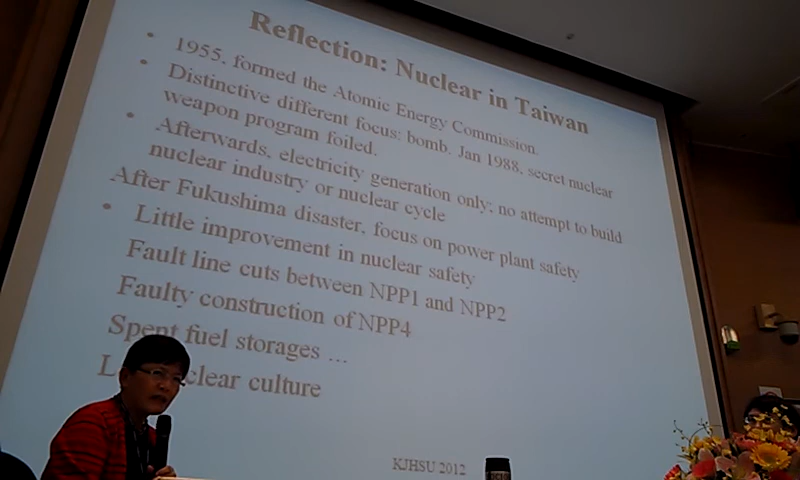 Reflection: Nuclear in Taiwan
• 1955, formed the Atomic Energy Commission.
• Distinctive different focus: bomb. Jan 1988, secret nuclear
weapon program foiled.
• Afterwards, electricity generation only; no attempt to build
nuclear industry or nuclear cycle
After Fukushima disaster, focus on power plant safety
• Little improvement in nuclear safety
Fault line cuts between NPP1 and NPP2
Faulty construction of NPP4
Spent fuel storages ...
clear culture
KJHSU 2012